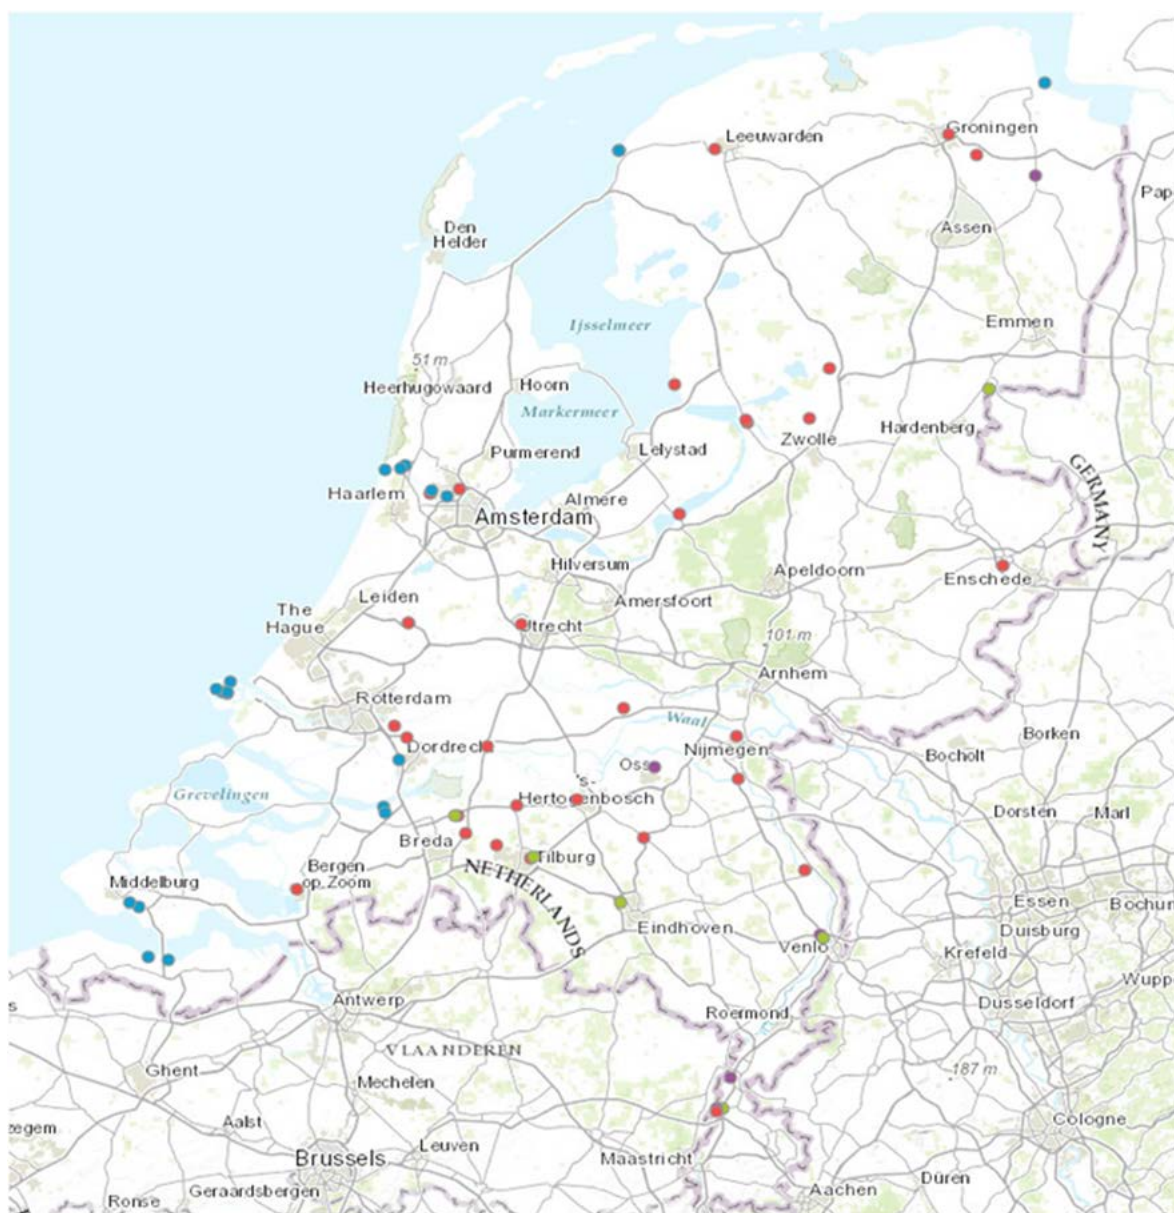 Leeuwarden
Groningen
Pap
Den
Helder
Assen
Ijsselmeer
Emmen
51 m
Heerhugowaard
Hoorn
Markermeer
Hardenberg
Zwolle
Purmerend
Lelystad
GERMANY
Haarlem
Almere
Amsterdam
Hilversum
Apeldoorn
Enschede
Leiden
Amersfoort
The
Hague
Utrecht
101 m
Arnhem
Rotterdam
Waal
Nijmegen
Borken
Dordrech
Bocholt
Oss
Grevelingen
's-
Hertogenbosch
Dorsten
Marl
Breda
Tilburg
Bergen
op Zoom
NETHERLANDS
Middelburg
Essen
Bochum
Eindhoven
Duisburg
Venlo
Krefeld
Wupp
s
Antwerp
Dusseldorf
Roermond
VLAANDEREN
Ghent
Mechelen
187 m
Aalst
Cologne
zegem
Leuven
Brussels
Maastricht
Geraardsbergen
Düren
Aachen
Ronse